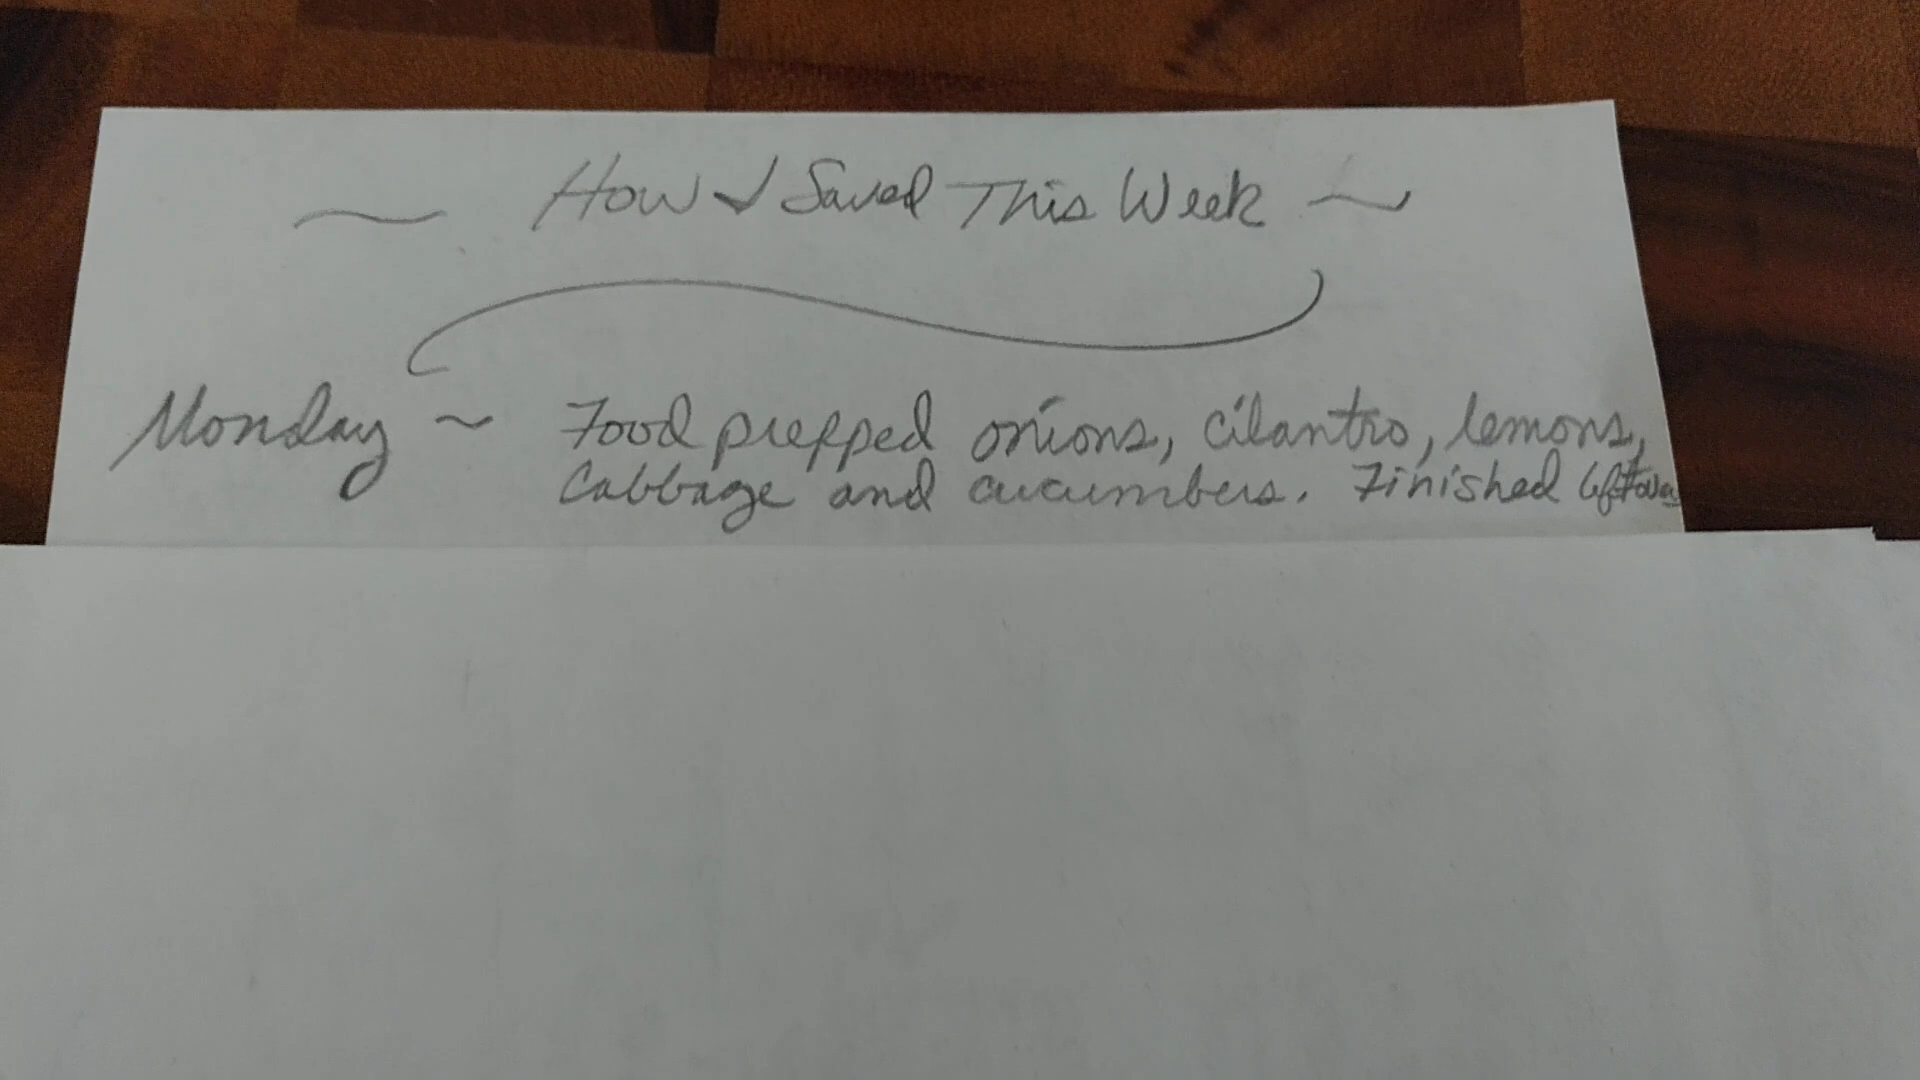 ~ How I Saved This Week ~
Monday ~ Food prepped onions, cilantro, lemons,
Cabbage and cucumbers. Finished